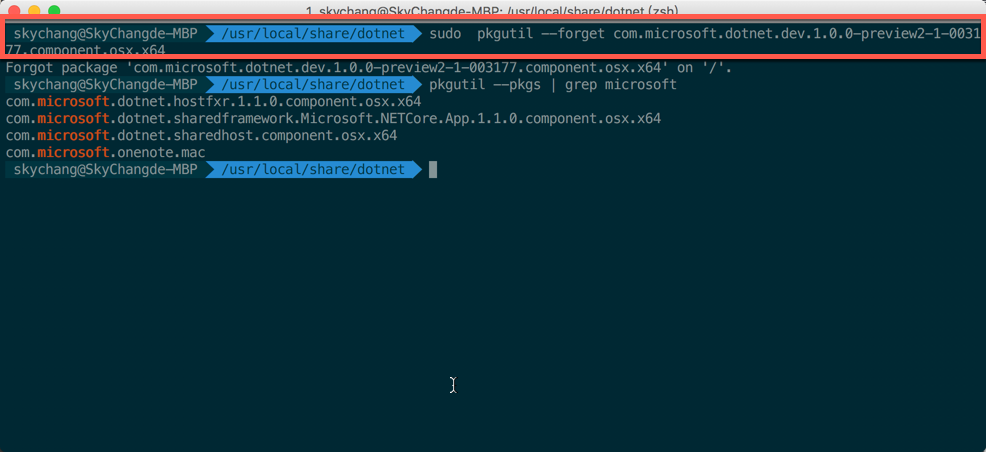 1. skychang@SkyChangde-MBP: /usr/local/share/dotnet (zsh)
skychang@SkyChangde-MBP /usr/local/share/dotnet sudo  pkgutil --forget com.microsoft.dotnet.dev.1.0.0-preview2-1-0031
77.component.osx.x64
Forgot package 'com.microsoft.dotnet.dev.1.0.0-preview2-1-003177.component.osx.x64' on '/'.
skychang@SkyChangde-MBP /usr/local/share/dotnet pkgutil --pkgs | grep microsoft
com.microsoft.dotnet.hostfxr.1.1.0.component.osx.x64
com.microsoft.dotnet.sharedframework.Microsoft.NETCore.App.1.1.0.component.osx.x64
com.microsoft.dotnet.sharedhost.component.osx.x64
com.microsoft.onenote.mac
skychang@SkyChangde-MBP /usr/local/share/dotnet